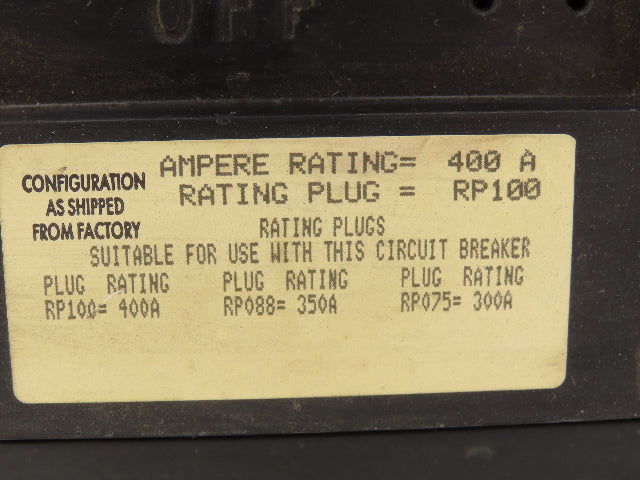 OFF
AMPERE RATING= 400 A
RATING PLUG = RP100
CONFIGURATION
AS SHIPPED
FROM FACTORY
RATING PLUGS
SUITABLE FOR USE WITH THIS CIRCUIT BREAKER
PLUG RATING PLUG RATING PLUG RATING
RP100= 400A RP088= 350A RP075= 300A